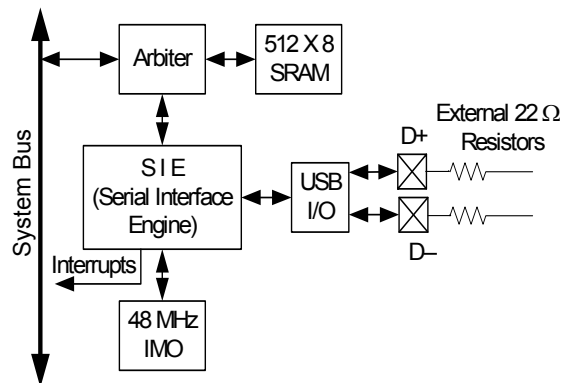 System Bus
Arbiter
512 X 8
SRAM
S I E
(Serial Interface
Engine)
USB
I/O
D+
D–
External 22 Ω
Resistors
Interrupts
48 MHz
IMO